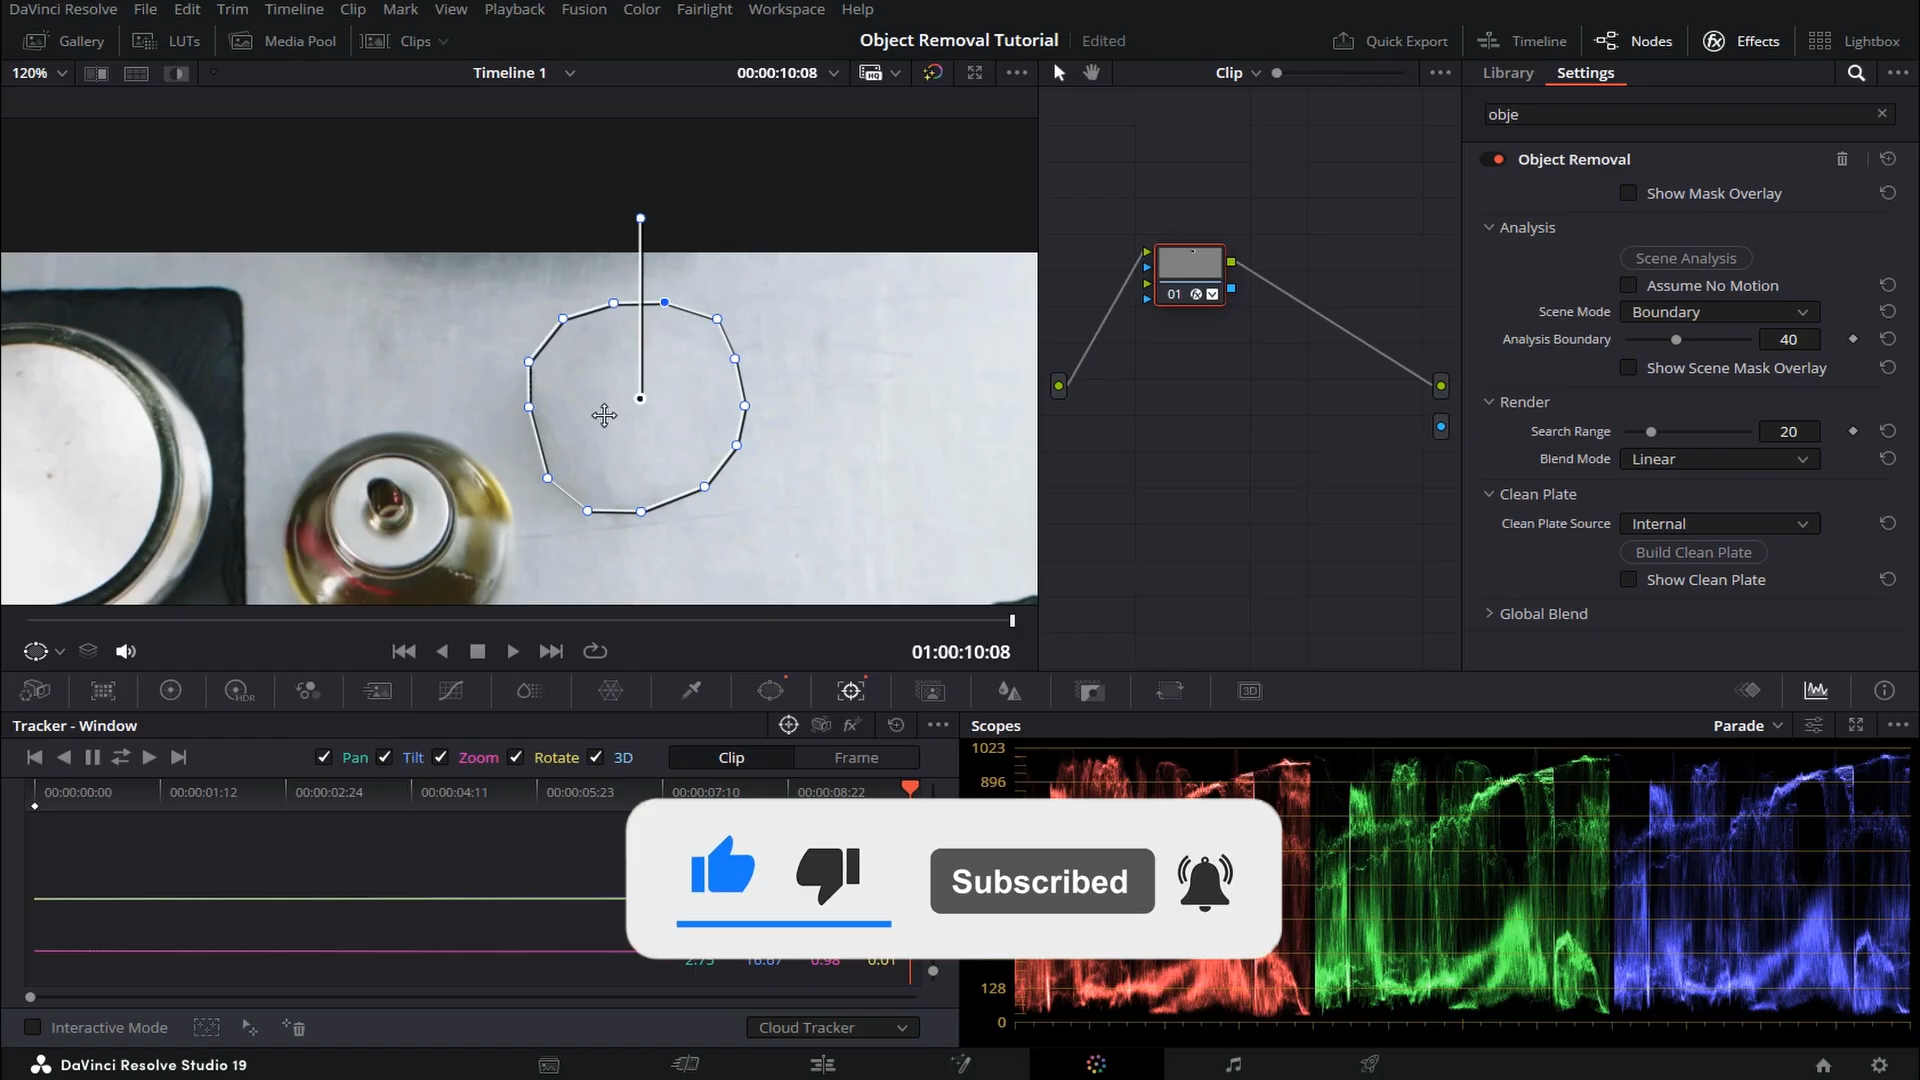 DaVinci Resolve File Edit Trim Timeline Clip Mark View Playback Fusion Color Fairlight Workspace Help
Gallery LUTs Media Pool Clips Object Removal Tutorial Edited Quick Export Timeline Nodes Effects Lightbox
120% Timeline 1 00:00:10:08 HQ Clip Library Settings
obje
Object Removal
Show Mask Overlay
Analysis
Scene Analysis
Assume No Motion
Scene Mode Boundary
Analysis Boundary 40
Show Scene Mask Overlay
Render
Search Range 20
Blend Mode Linear
Clean Plate
Clean Plate Source Internal
Build Clean Plate
Show Clean Plate
Global Blend
01
01:00:10:08
HDR 3D
Tracker - Window
Pan Tilt Zoom Rotate 3D Clip Frame
00:00:00:00 00:00:01:12 00:00:02:24 00:00:04:11 00:00:05:23 00:00:07:10 00:00:08:22
2.75 16.67 0.98 0.01
Interactive Mode Cloud Tracker
Scopes Parade
1023
896
128
0
Subscribed
DaVinci Resolve Studio 19